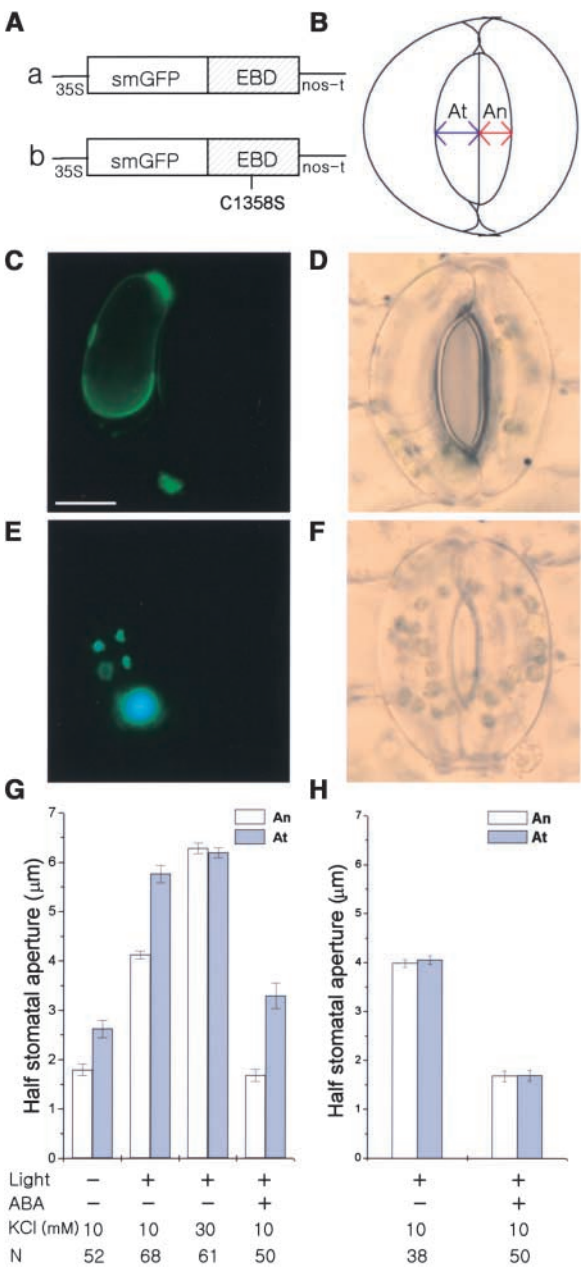 A
B
a
35S
smGFP
EBD
nos-t
b
35S
smGFP
EBD
nos-t
C1358S
At
An
C
D
E
F
G
H
An
At
An
At
Half stomatal aperture (μm)
7
6
5
4
3
2
1
0
Half stomatal aperture (μm)
7
6
5
4
3
2
1
0
Light − + + + + +
ABA − − − + − +
KCl (mM) 10 10 30 10 10 10
N 52 68 61 50 38 50